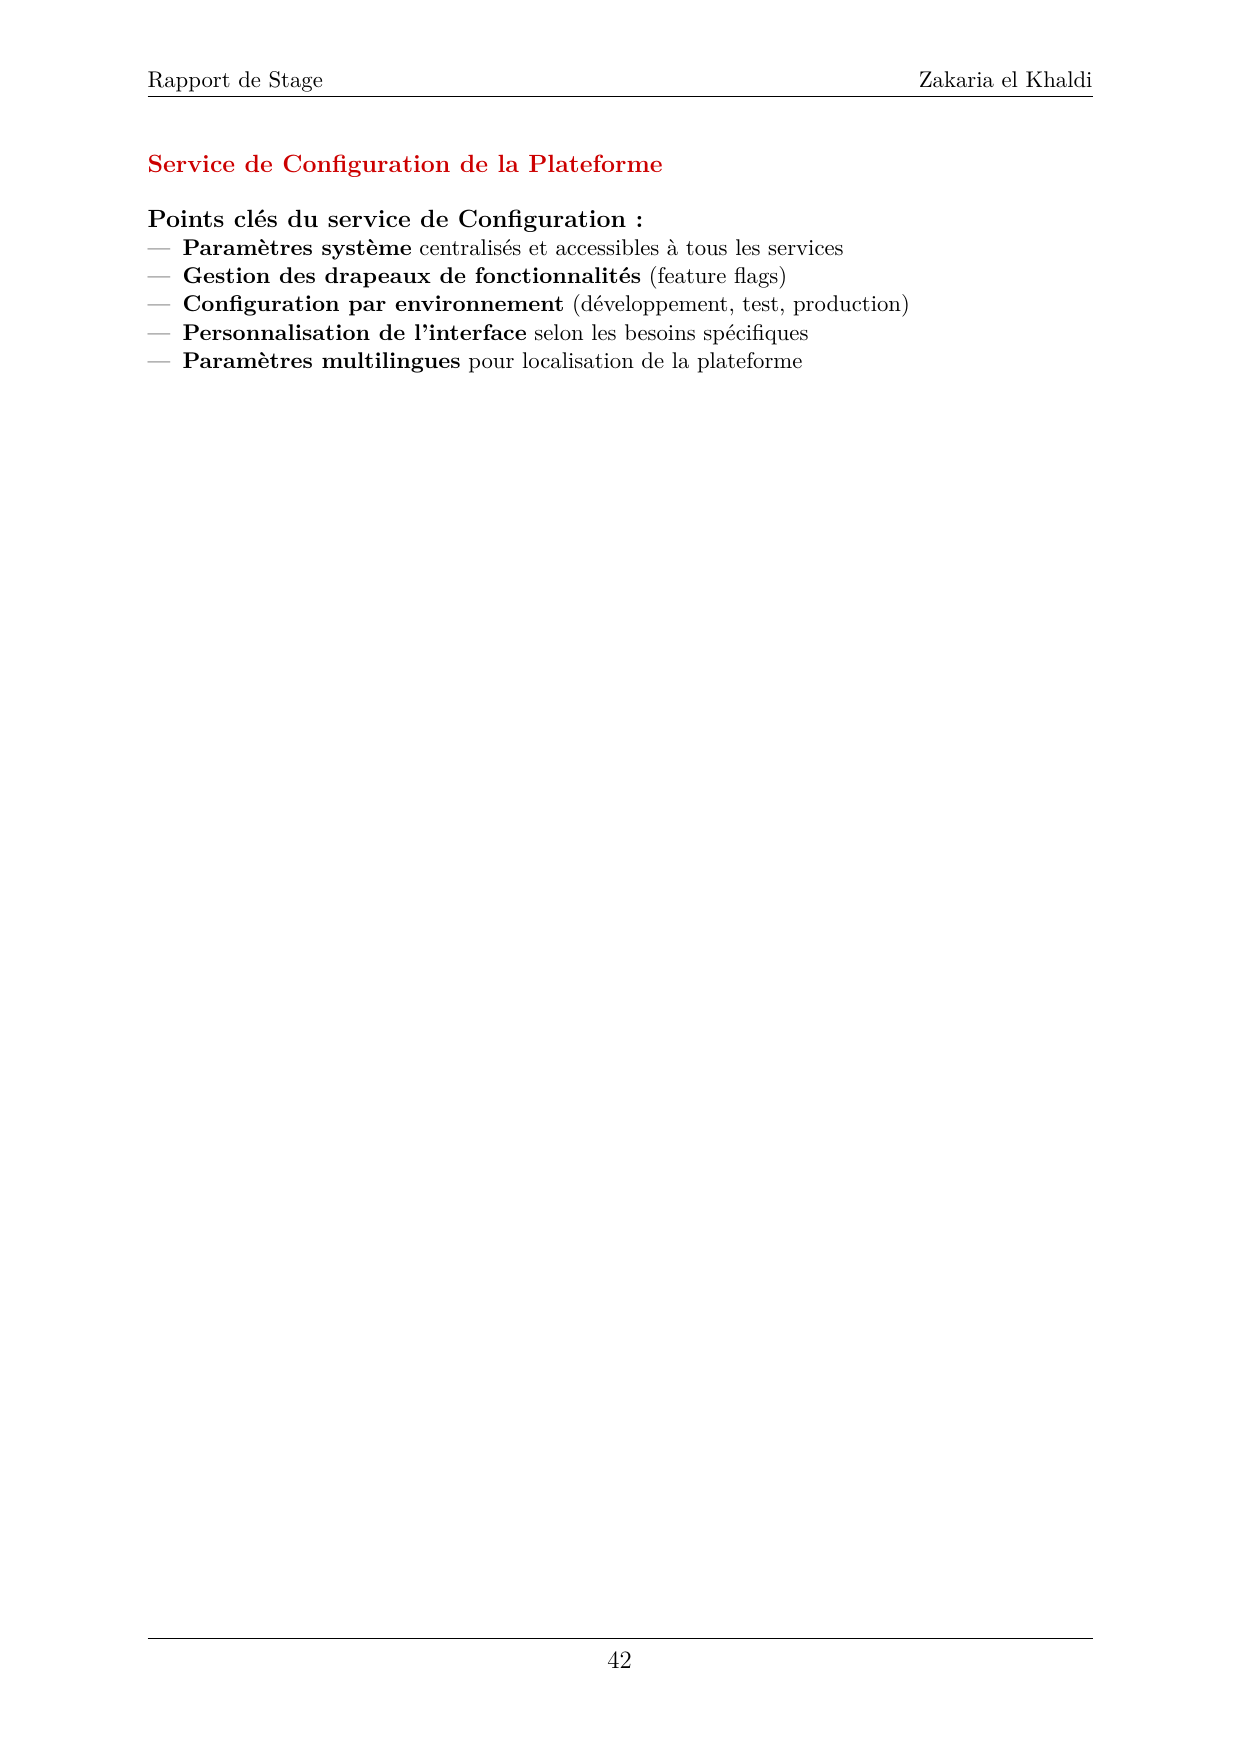 Rapport de Stage
Zakaria el Khaldi
Service de Configuration de la Plateforme
Points clés du service de Configuration :
— Paramètres système centralisés et accessibles à tous les services
— Gestion des drapeaux de fonctionnalités (feature flags)
— Configuration par environnement (développement, test, production)
— Personnalisation de l'interface selon les besoins spécifiques
— Paramètres multilingues pour localisation de la plateforme
42